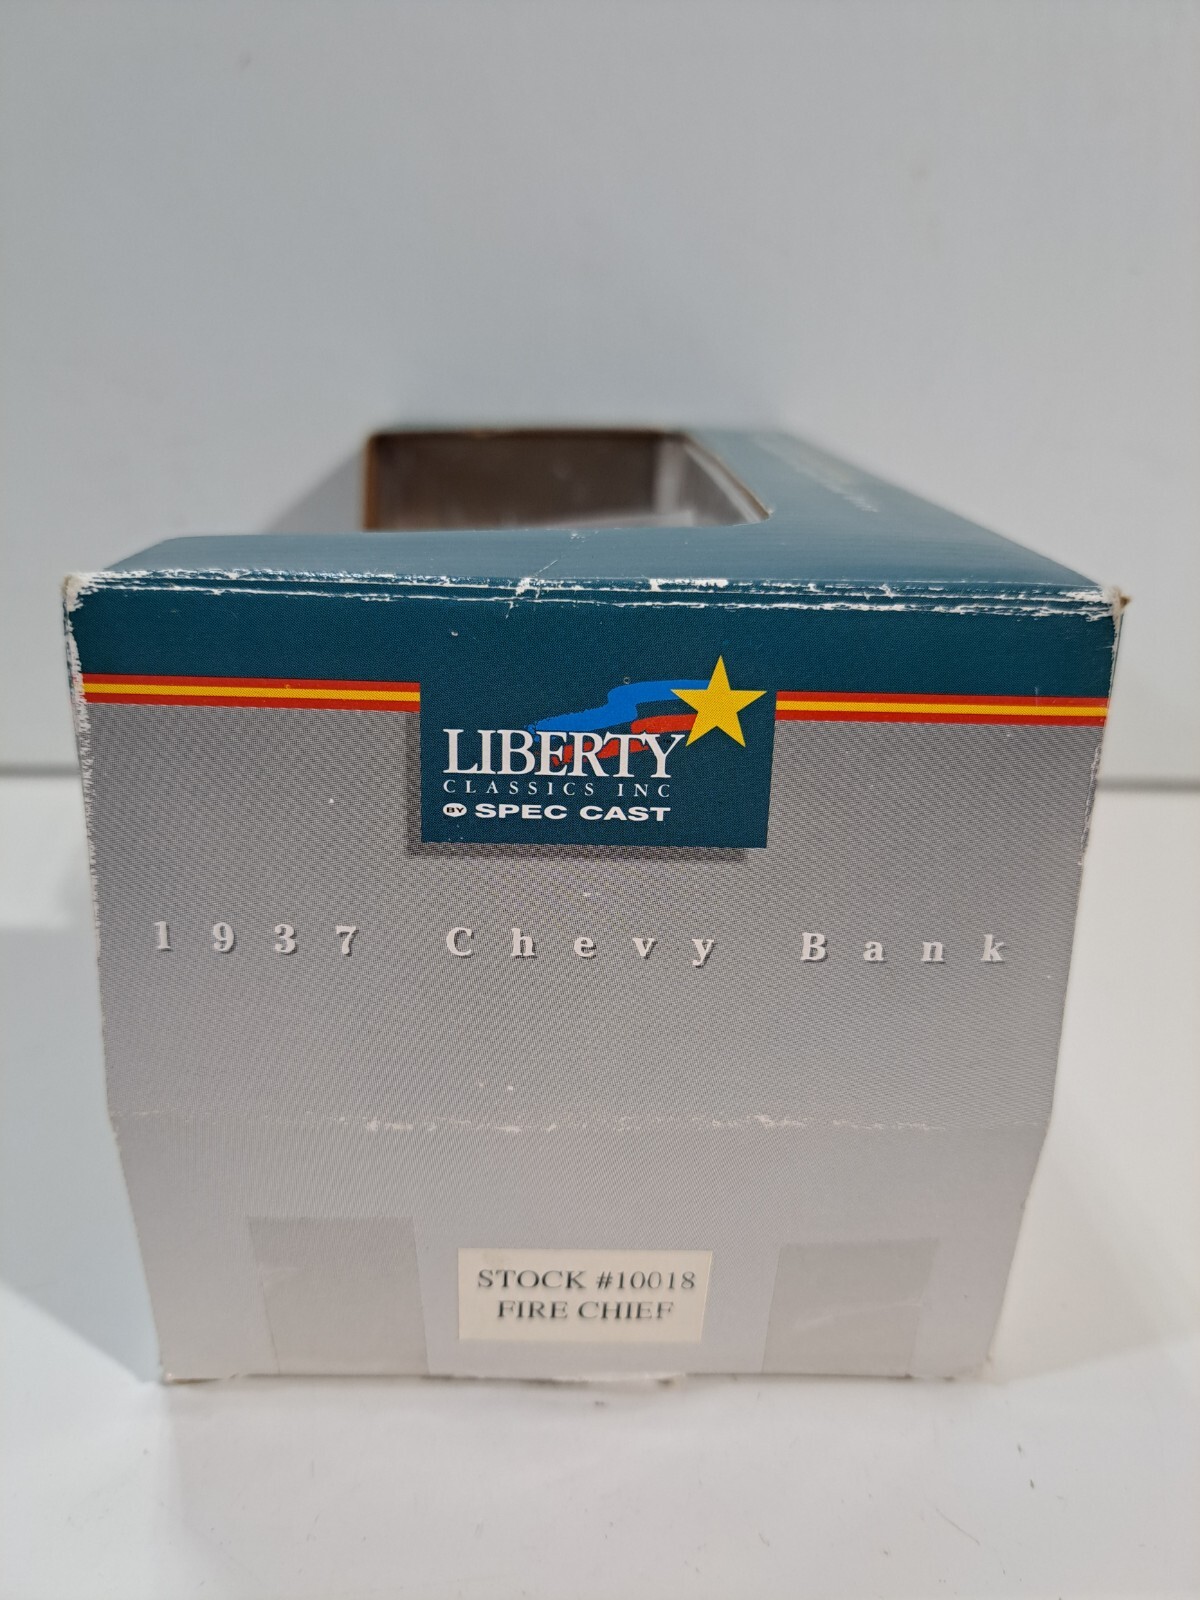 LIBERTY
CLASSICS INC
BY SPEC CAST
1937 Chevy Bank
STOCK #10018
FIRE CHIEF